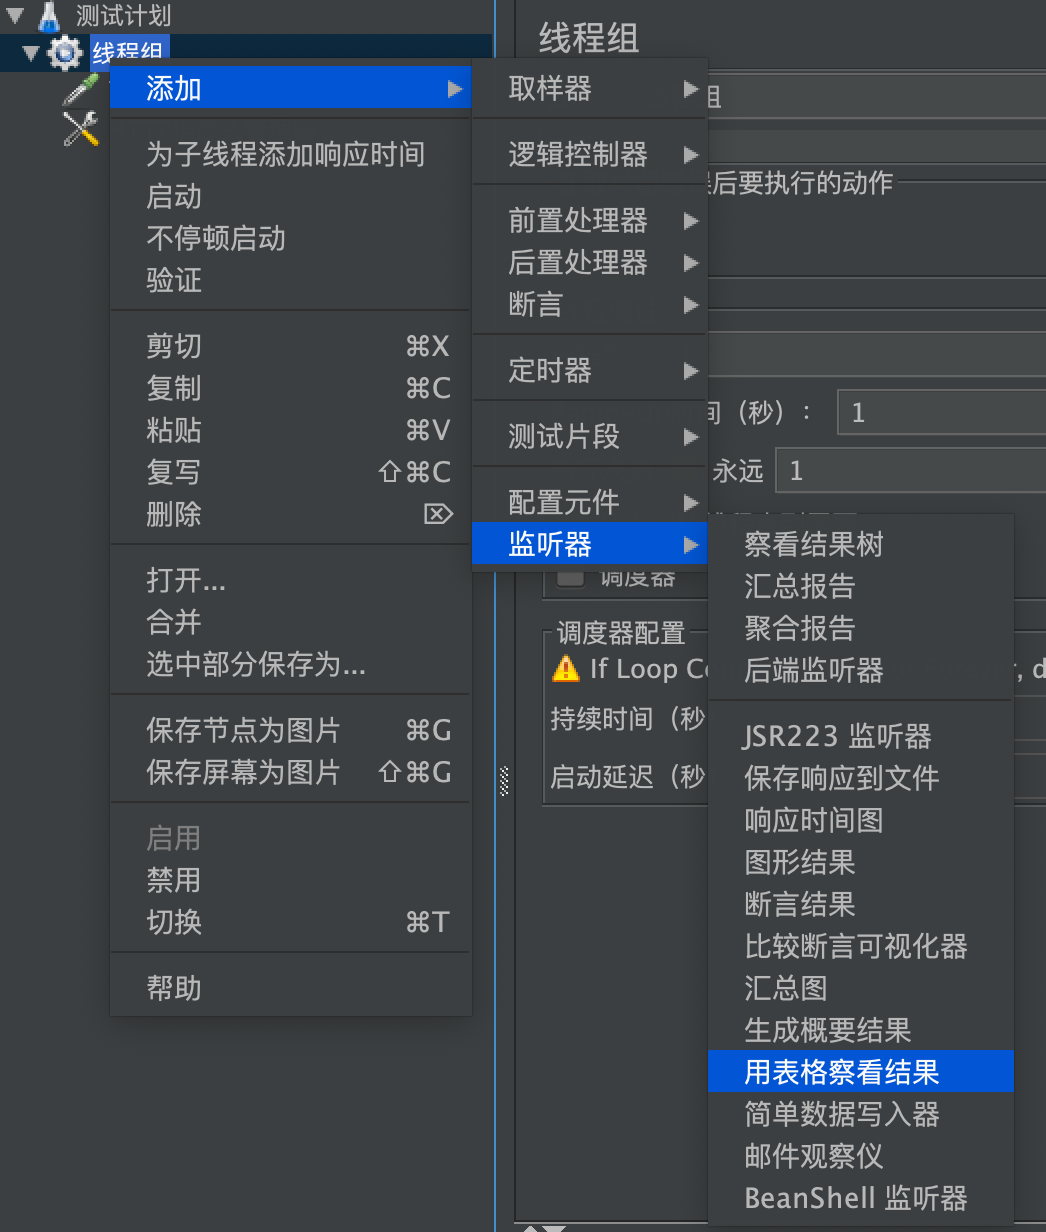 测试计划
线程组
添加
为子线程添加响应时间
启动
不停顿启动
验证
剪切 ⌘X
复制 ⌘C
粘贴 ⌘V
复写 ⇧⌘C
删除 ⌦
打开...
合并
选中部分保存为...
保存节点为图片 ⌘G
保存屏幕为图片 ⇧⌘G
启用
禁用
切换 ⌘T
帮助
取样器
逻辑控制器
前置处理器
后置处理器
断言
定时器
测试片段
配置元件
监听器
察看结果树
汇总报告
聚合报告
后端监听器
JSR223 监听器
保存响应到文件
响应时间图
图形结果
断言结果
比较断言可视化器
汇总图
生成概要结果
用表格察看结果
简单数据写入器
邮件观察仪
BeanShell 监听器
线程组
组
后要执行的动作
（秒）： 1
永远 1
调度器
调度器配置
If Loop
持续时间（秒
启动延迟（秒